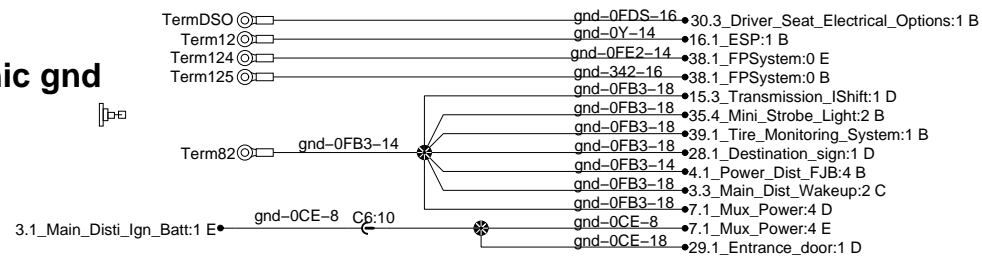 TermDSO gnd-0FDS-16 30.3_Driver_Seat_Electrical_Options:1 B
Term12 gnd-0Y-14 16.1_ESP:1 B
Term124 gnd-0FE2-14 38.1_FPSystem:0 E
nic gnd
Term125 gnd-342-16 38.1_FPSystem:0 B
gnd-0FB3-18 15.3_Transmission_IShift:1 D
gnd-0FB3-18 35.4_Mini_Strobe_Light:2 B
gnd-0FB3-18 39.1_Tire_Monitoring_System:1 B
Term82 gnd-0FB3-14 gnd-0FB3-18 28.1_Destination_sign:1 D
gnd-0FB3-14 4.1_Power_Dist_FJB:4 B
gnd-0FB3-18 3.3_Main_Dist_Wakeup:2 C
gnd-0FB3-18 7.1_Mux_Power:4 D
3.1_Main_Disti_Ign_Batt:1 E gnd-0CE-8 C6:10 gnd-0CE-8 7.1_Mux_Power:4 E
gnd-0CE-18 29.1_Entrance_door:1 D